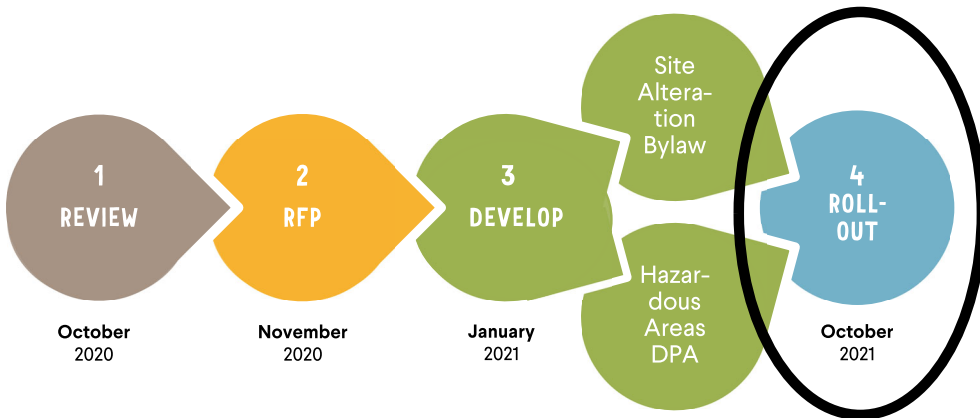 1
REVIEW
October
2020
2
RFP
November
2020
3
DEVELOP
January
2021
Site
Altera-
tion
Bylaw
Hazar-
dous
Areas
DPA
4
ROLL-
OUT
October
2021